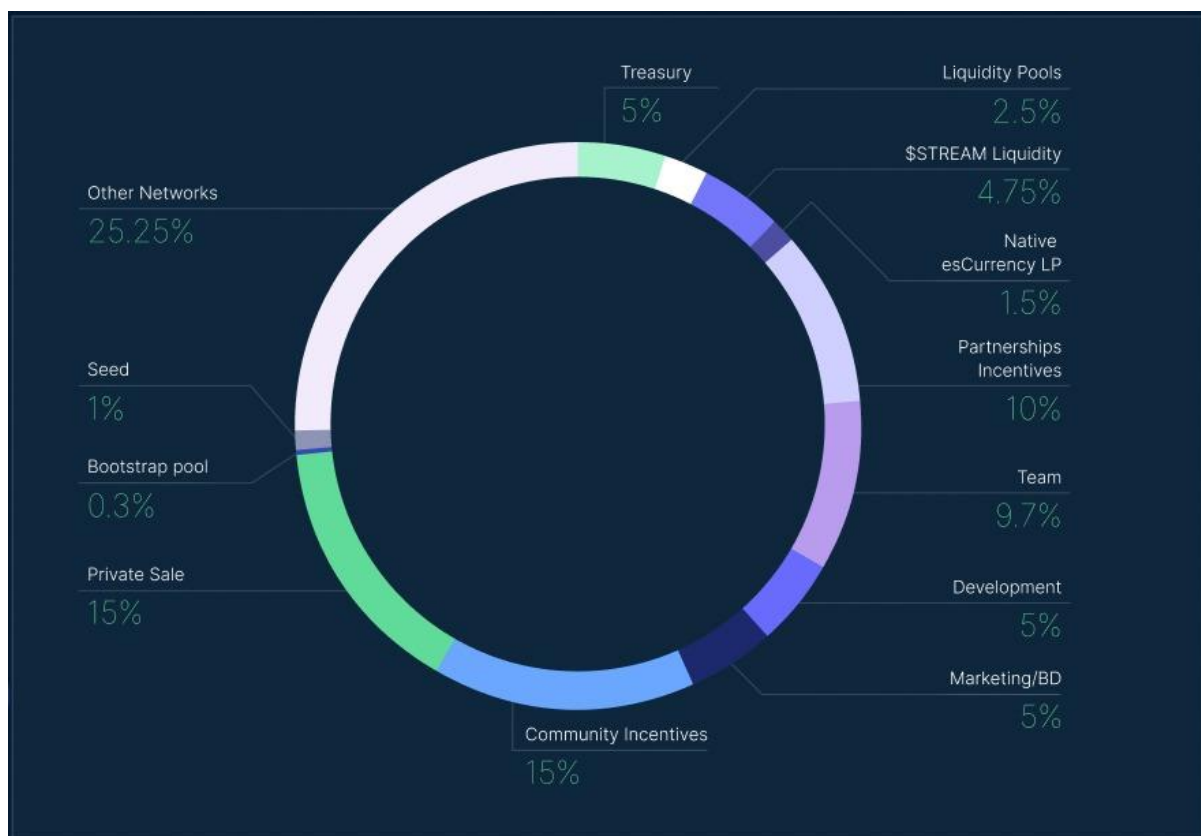 Treasury
5%
Liquidity Pools
2.5%
$STREAM Liquidity
4.75%
Native
esCurrency LP
1.5%
Partnerships
Incentives
10%
Team
9.7%
Development
5%
Marketing/BD
5%
Community Incentives
15%
Private Sale
15%
Bootstrap pool
0.3%
Seed
1%
Other Networks
25.25%